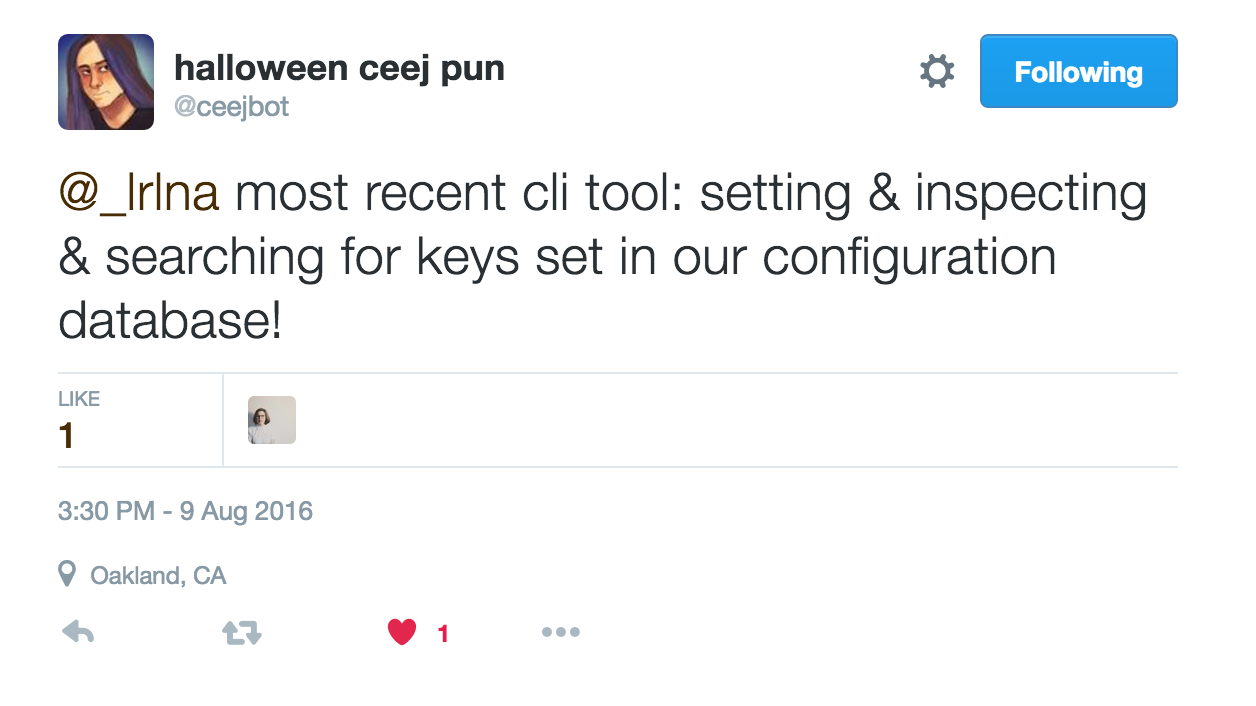 halloween ceej pun
@ceejbot
Following
@_lrlna most recent cli tool: setting & inspecting
& searching for keys set in our configuration
database!
LIKE
1
3:30 PM - 9 Aug 2016
Oakland, CA
1